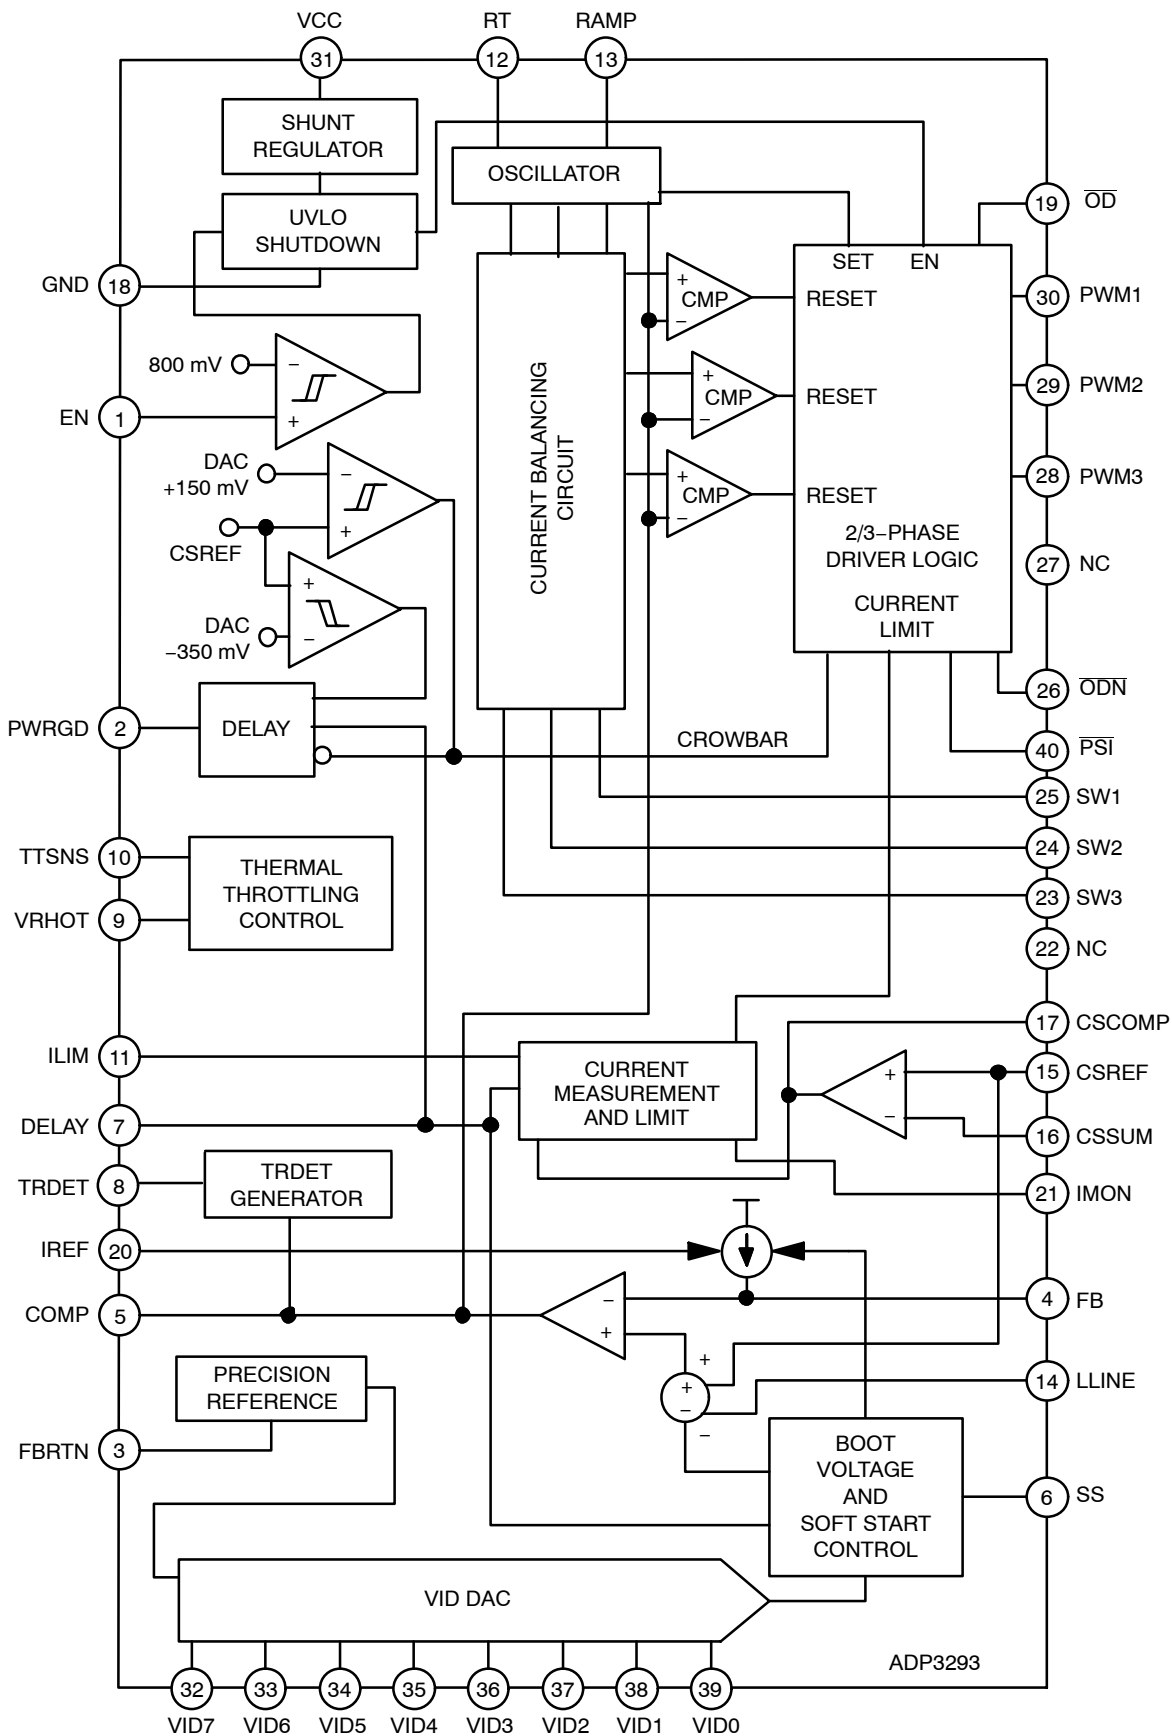 VCC
RT
RAMP
31
12
13
SHUNT
REGULATOR
OSCILLATOR
UVLO
SHUTDOWN
19
OD
SET
EN
GND
18
+
CMP
−
RESET
30
PWM1
800 mV
−
+
EN
1
+
CMP
−
RESET
29
PWM2
CURRENT BALANCING
CIRCUIT
DAC
+150 mV
−
+
CSREF
+
CMP
−
RESET
28
PWM3
2/3−PHASE
DRIVER LOGIC
27
NC
+
−
DAC
−350 mV
CURRENT
LIMIT
26
ODN
PWRGD
2
DELAY
CROWBAR
40
PSI
25
SW1
TTSNS
10
THERMAL
THROTTLING
CONTROL
24
SW2
VRHOT
9
23
SW3
22
NC
17
CSCOMP
ILIM
11
CURRENT
MEASUREMENT
AND LIMIT
+
−
15
CSREF
DELAY
7
16
CSSUM
TRDET
8
TRDET
GENERATOR
21
IMON
IREF
20
COMP
5
−
+
4
FB
PRECISION
REFERENCE
+
+
−
−
14
LLINE
FBRTN
3
BOOT
VOLTAGE
AND
SOFT START
CONTROL
6
SS
VID DAC
ADP3293
32
33
34
35
36
37
38
39
VID7
VID6
VID5
VID4
VID3
VID2
VID1
VID0